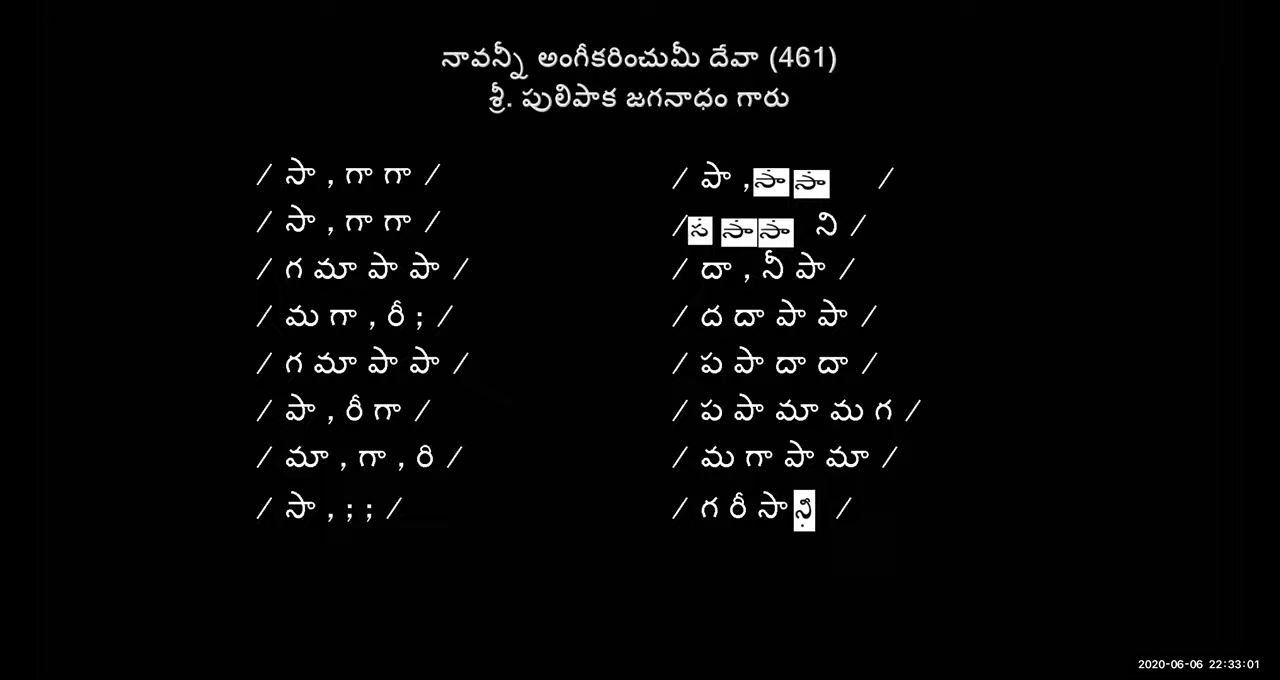 నావన్నీ అంగీకరించుమీ దేవా (461)
శ్రీ. పులిపాక జగనాధం గారు
/ సా , గా గా /
/ సా , గా గా /
/ గ మా పా పా /
/ మ గా , రీ ; /
/ గ మా పా పా /
/ పా , రీ గా /
/ మా , గా , రి /
/ సా , ; ; /
/ పా , సా̇ సా̇ /
/ స̇ సా̇ సా̇ ని /
/ దా , నీ పా /
/ ద దా పా పా /
/ ప పా దా దా /
/ ప పా మా మ గ /
/ మ గా పా మా /
/ గ రీ సా నీ̣ /
2020-06-06 22:33:01